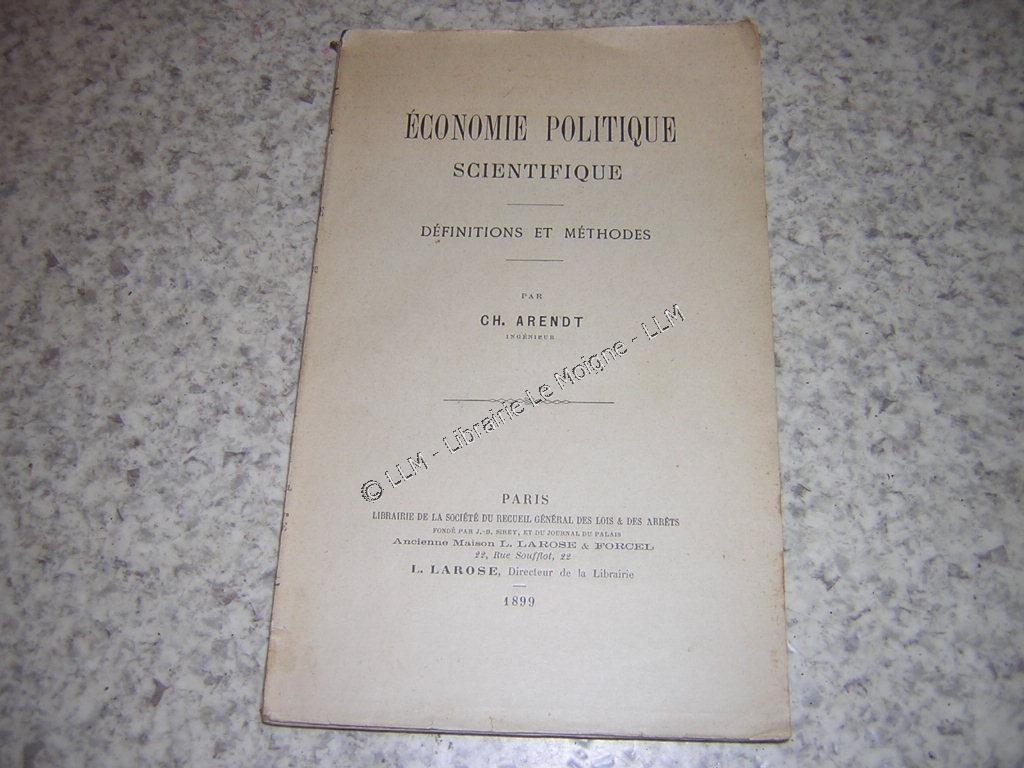 ÉCONOMIE POLITIQUE
SCIENTIFIQUE
DÉFINITIONS ET MÉTHODES
PAR
CH. ARENDT
INGÉNIEUR
© LLM - Librairie Le Moigne - LLM
PARIS
LIBRAIRIE DE LA SOCIÉTÉ DU RECUEIL GÉNÉRAL DES LOIS & DES ARRÊTS
FONDÉ PAR J.-B. SIREY, ET DU JOURNAL DU PALAIS
Ancienne Maison L. LAROSE & FORCEL
22, Rue Soufflot, 22
L. LAROSE, Directeur de la Librairie
1899